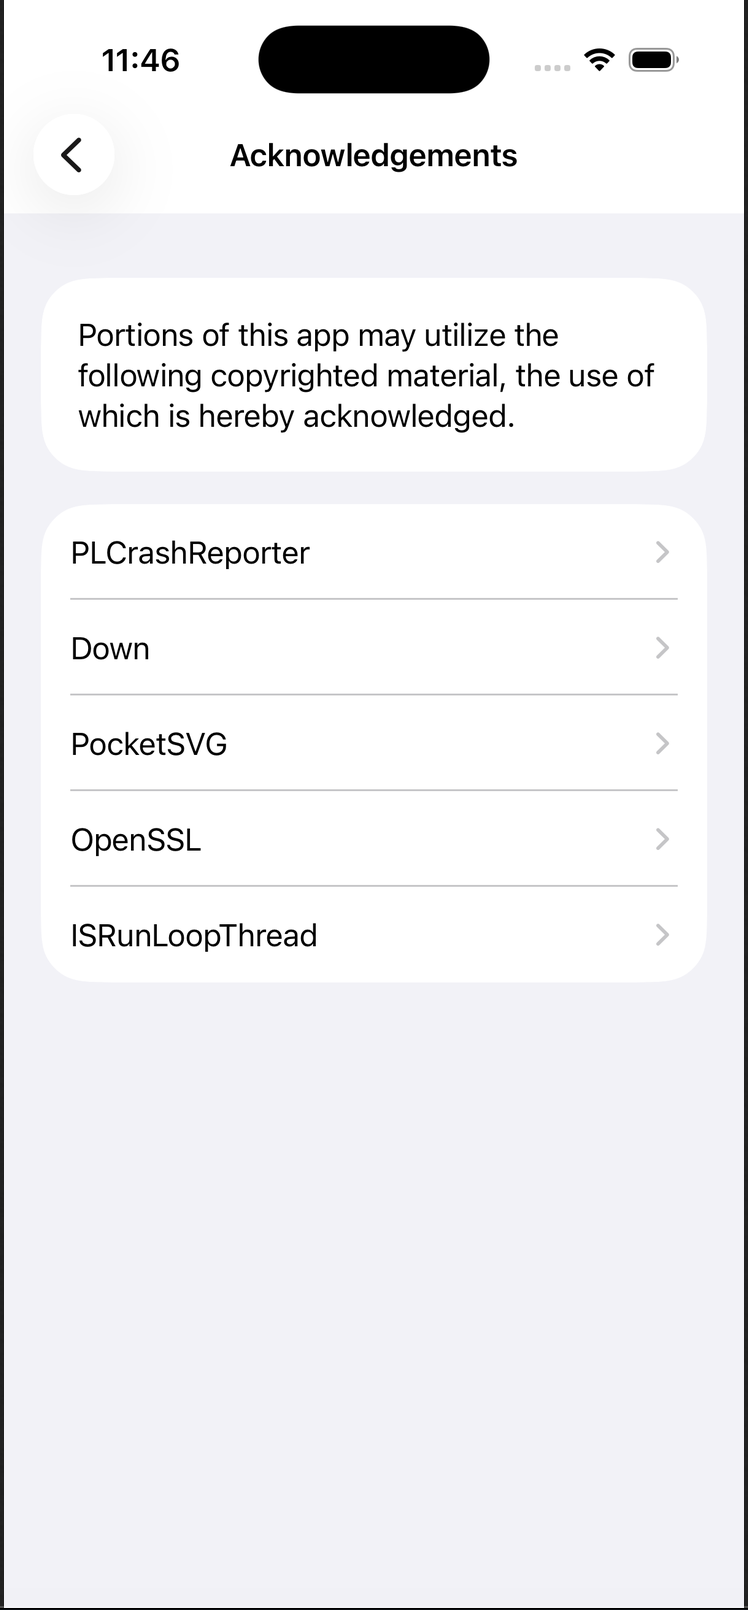 11:46
Acknowledgements
Portions of this app may utilize the
following copyrighted material, the use of
which is hereby acknowledged.
PLCrashReporter
Down
PocketSVG
OpenSSL
ISRunLoopThread